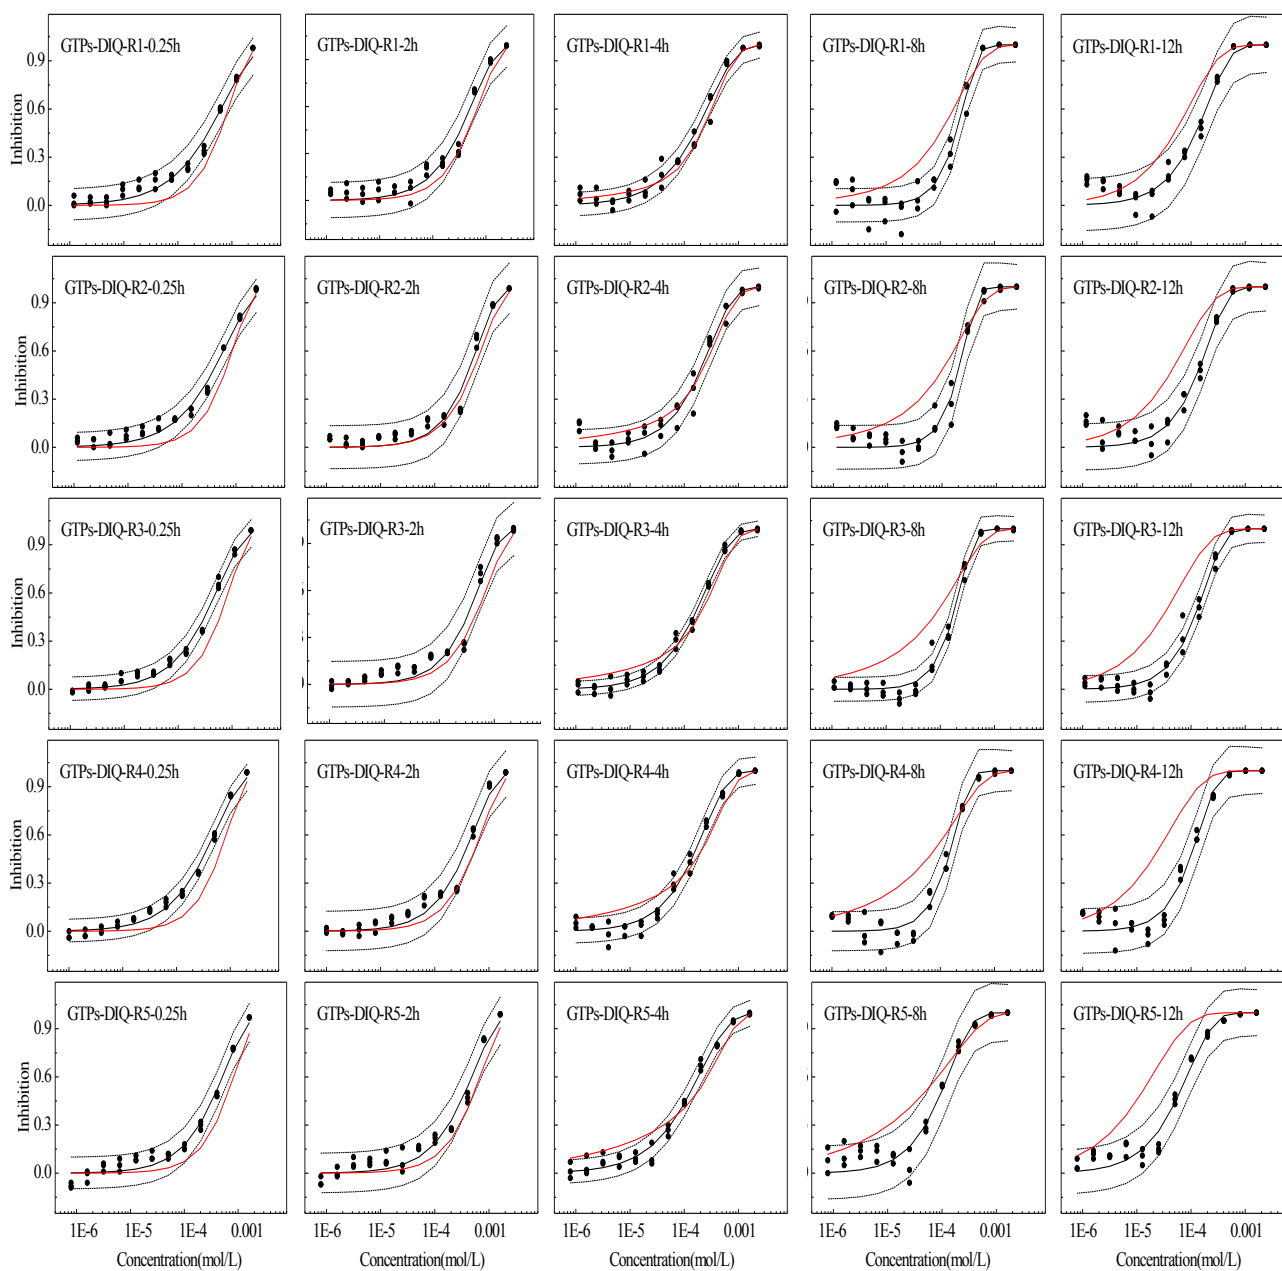 GTPs-DIQ-R1-0.25h GTPs-DIQ-R1-2h GTPs-DIQ-R1-4h GTPs-DIQ-R1-8h GTPs-DIQ-R1-12h
0.9
0.6
0.3
0.0
Inhibition
GTPs-DIQ-R2-0.25h GTPs-DIQ-R2-2h GTPs-DIQ-R2-4h GTPs-DIQ-R2-8h GTPs-DIQ-R2-12h
0.9
0.6
0.3
0.0
Inhibition
GTPs-DIQ-R3-0.25h GTPs-DIQ-R3-2h GTPs-DIQ-R3-4h GTPs-DIQ-R3-8h GTPs-DIQ-R3-12h
0.9
0.6
0.3
0.0
Inhibition
GTPs-DIQ-R4-0.25h GTPs-DIQ-R4-2h GTPs-DIQ-R4-4h GTPs-DIQ-R4-8h GTPs-DIQ-R4-12h
0.9
0.6
0.3
0.0
Inhibition
GTPs-DIQ-R5-0.25h GTPs-DIQ-R5-2h GTPs-DIQ-R5-4h GTPs-DIQ-R5-8h GTPs-DIQ-R5-12h
0.9
0.6
0.3
0.0
Inhibition
1E-6 1E-5 1E-4 0.001 1E-6 1E-5 1E-4 0.001 1E-6 1E-5 1E-4 0.001 1E-6 1E-5 1E-4 0.001 1E-6 1E-5 1E-4 0.001
Concentration(mol/L) Concentration(mol/L) Concentration(mol/L) Concentration(mol/L) Concentration(mol/L)